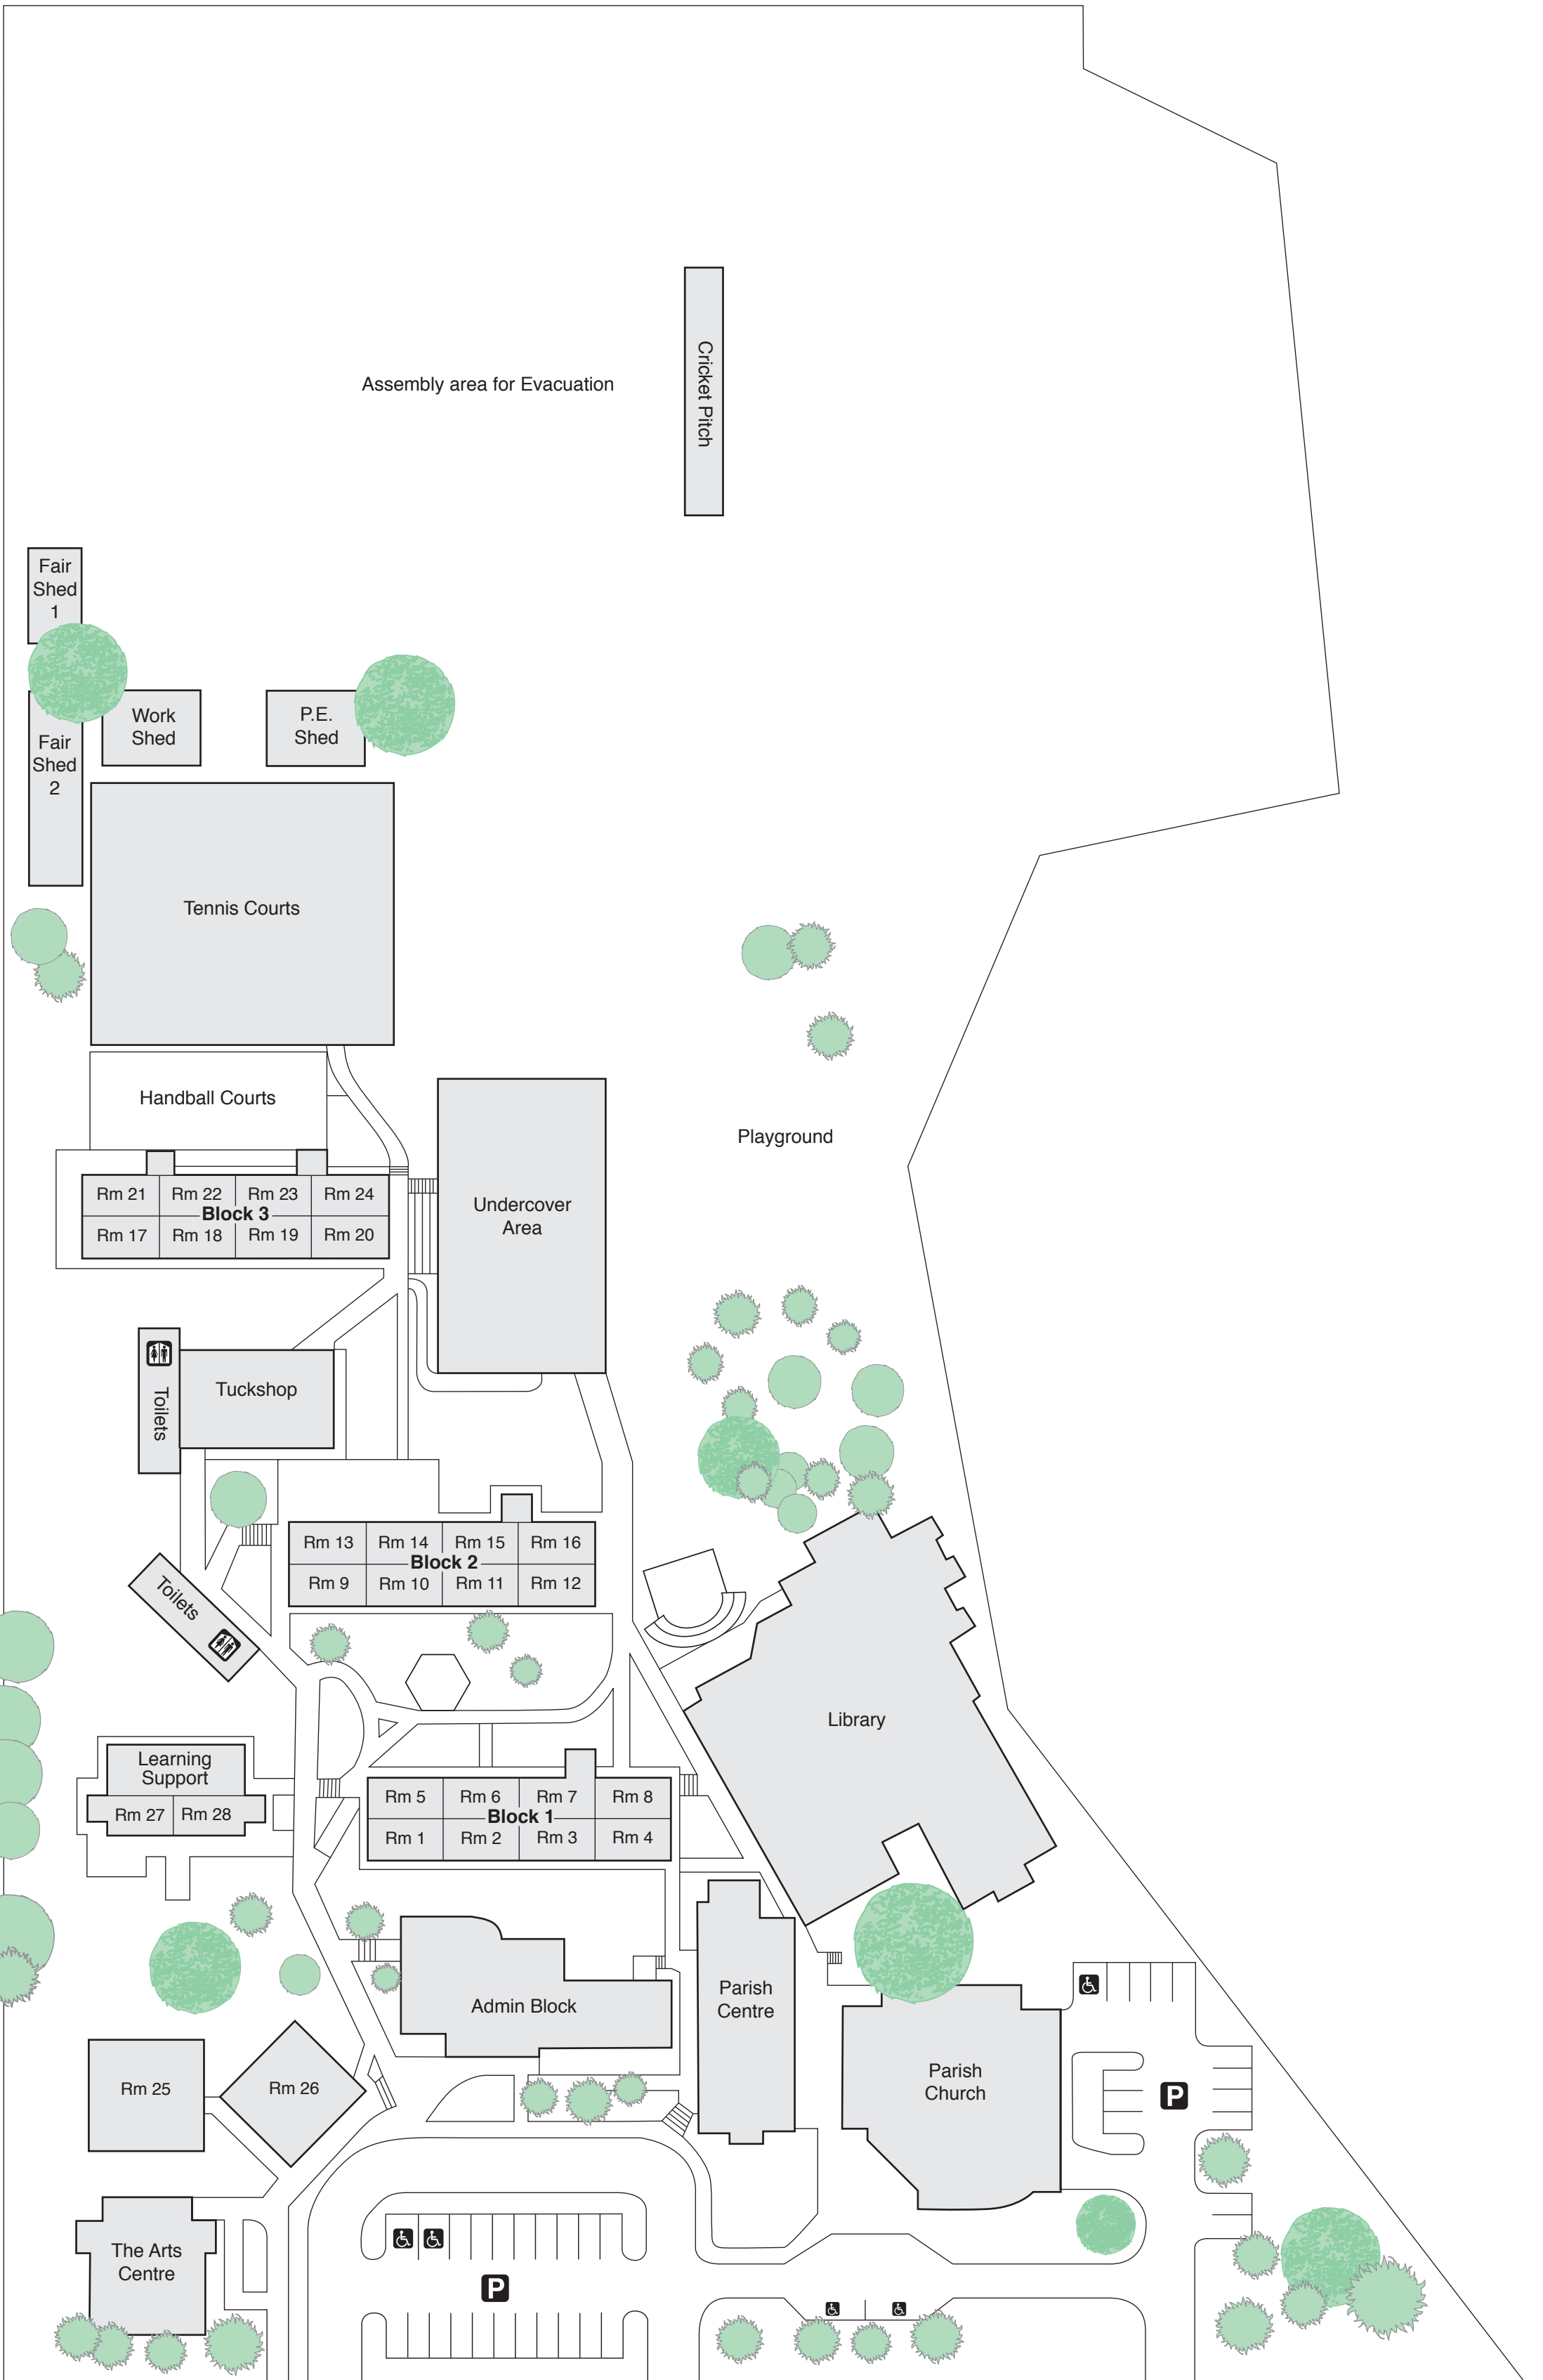 Cricket Pitch
Assembly area for Evacuation
Fair
Shed
1
Work
Shed
P.E.
Shed
Fair
Shed
2
Tennis Courts
Handball Courts
Playground
Undercover
Area
Rm 21
Rm 22
Rm 23
Rm 24
Block 3
Rm 17
Rm 18
Rm 19
Rm 20
Toilets
Tuckshop
Rm 13
Rm 14
Rm 15
Rm 16
Block 2
Rm 9
Rm 10
Rm 11
Rm 12
Toilets
Library
Learning
Support
Rm 27
Rm 28
Rm 5
Rm 6
Rm 7
Rm 8
Block 1
Rm 1
Rm 2
Rm 3
Rm 4
Admin Block
Parish
Centre
Parish
Church
P
Rm 25
Rm 26
The Arts
Centre
P